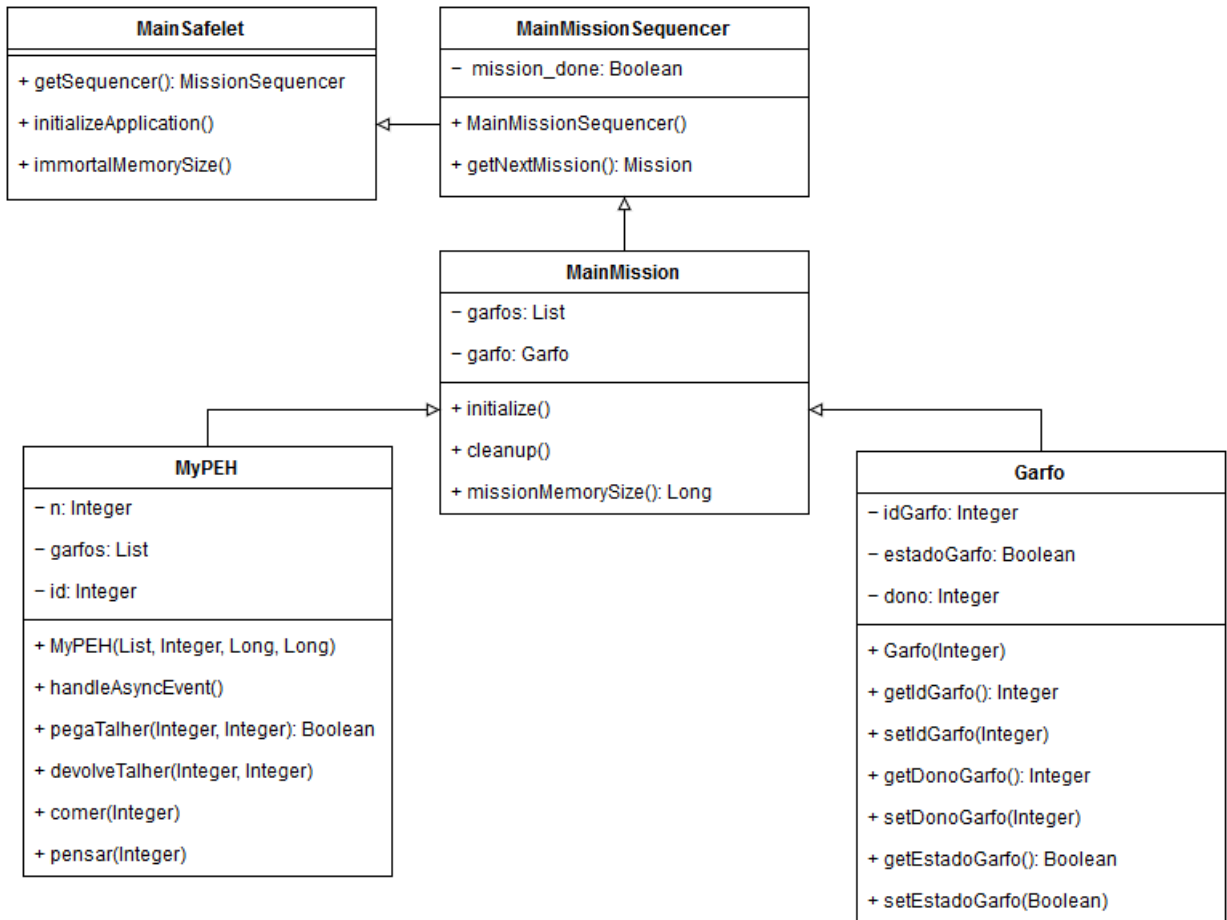 MainSafelet
+ getSequencer(): MissionSequencer
+ initializeApplication()
+ immortalMemorySize()
MainMissionSequencer
− mission_done: Boolean
+ MainMissionSequencer()
+ getNextMission(): Mission
MainMission
− garfos: List
− garfo: Garfo
+ initialize()
+ cleanup()
+ missionMemorySize(): Long
MyPEH
− n: Integer
− garfos: List
− id: Integer
+ MyPEH(List, Integer, Long, Long)
+ handleAsyncEvent()
+ pegaTalher(Integer, Integer): Boolean
+ devolveTalher(Integer, Integer)
+ comer(Integer)
+ pensar(Integer)
Garfo
− idGarfo: Integer
− estadoGarfo: Boolean
− dono: Integer
+ Garfo(Integer)
+ getIdGarfo(): Integer
+ setIdGarfo(Integer)
+ getDonoGarfo(): Integer
+ setDonoGarfo(Integer)
+ getEstadoGarfo(): Boolean
+ setEstadoGarfo(Boolean)